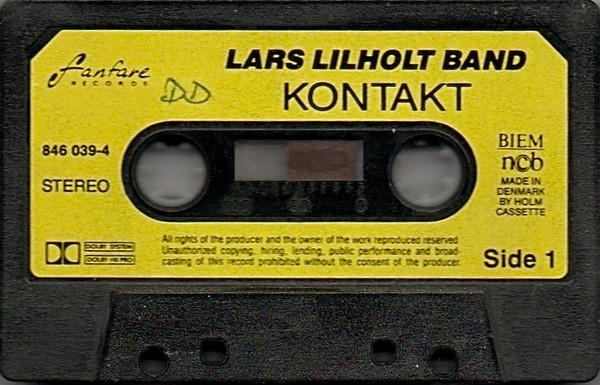 fanfare
RECORDS
DD
LARS LILHOLT BAND
KONTAKT
846 039-4
STEREO
BIEM
ncb
MADE IN
DENMARK
BY HOLM
CASSETTE
DOLBY SYSTEM
DOLBY HX PRO
All rights of the producer and the owner of the work reproduced reserved
Unauthorized copying, hiring, lending, public performance and broad-
casting of this record prohibited without the consent of the producer.
Side 1